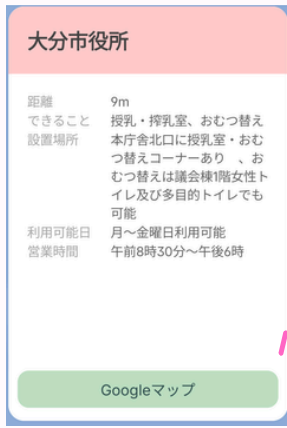 大分市役所
距離 9m
できること 授乳・搾乳室、おむつ替え
設置場所 本庁舎北口に授乳室・おむ
つ替えコーナーあり　、お
むつ替えは議会棟1階女性ト
イレ及び多目的トイレでも
可能
利用可能日 月〜金曜日利用可能
営業時間 午前8時30分〜午後6時
Googleマップ